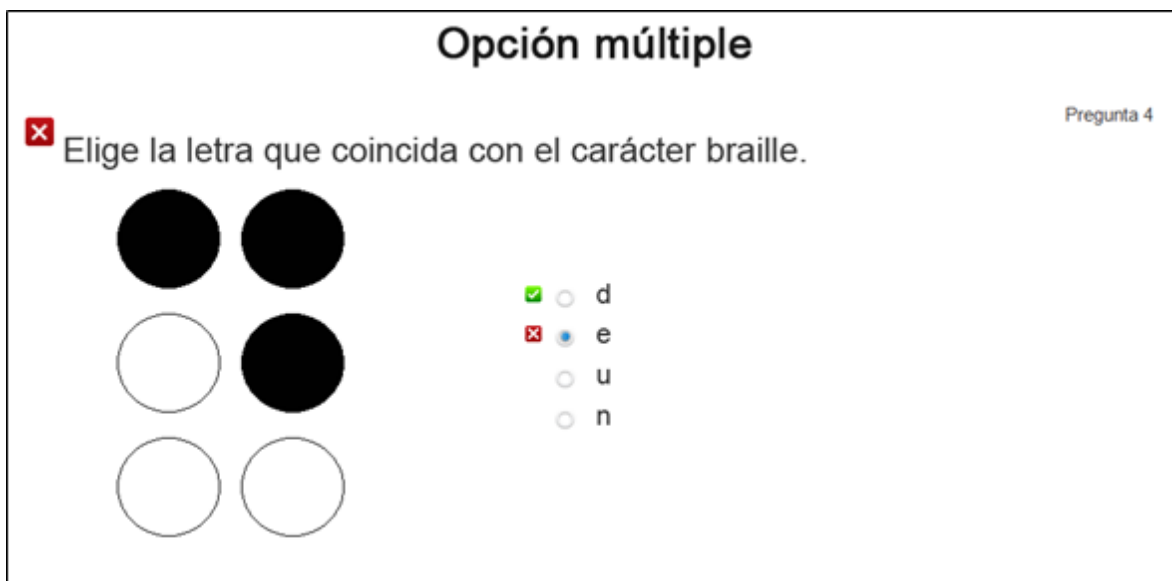 Opción múltiple
Pregunta 4
Elige la letra que coincida con el carácter braille.
d
e
u
n